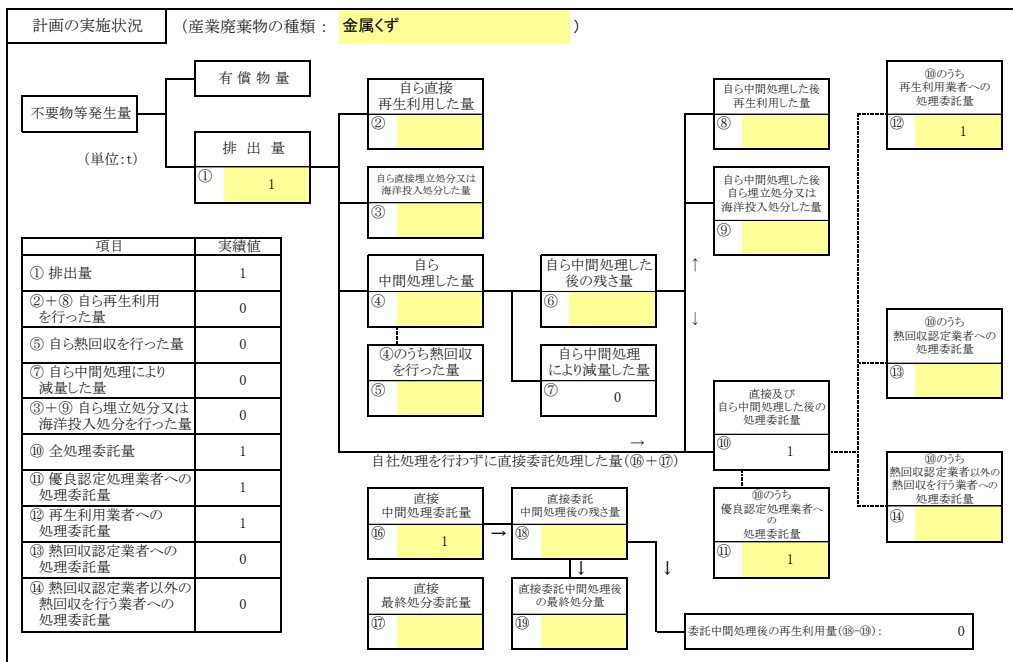 計画の実施状況
(産業廃棄物の種類： 金属くず )
不要物等発生量
(単位:t)
有 償 物 量
排 出 量
① 1
自ら直接
再生利用した量
②
自ら直接埋立処分又は
海洋投入処分した量
③
自ら
中間処理した量
④
④のうち熱回収
を行った量
⑤
自ら中間処理した
後の残さ量
⑥
自ら中間処理
により減量した量
⑦ 0
自ら中間処理した後
再生利用した量
⑧
自ら中間処理した後
自ら埋立処分又は
海洋投入処分した量
⑨
↑
↓
⑩のうち
再生利用業者への
処理委託量
⑫ 1
⑩のうち
熱回収認定業者への
処理委託量
⑬
⑩のうち
熱回収認定業者以外の
熱回収を行う業者への
処理委託量
⑭
直接及び
自ら中間処理した後の
処理委託量
⑩ 1
⑩のうち
優良認定処理業者へ
の
処理委託量
⑪ 1
→
自社処理を行わずに直接委託処理した量(⑯＋⑰)
直接
中間処理委託量
⑯ 1
→
直接委託
中間処理後の残さ量
⑱
↓
↓
直接
最終処分委託量
⑰
直接委託中間処理後
の最終処分量
⑲
委託中間処理後の再生利用量(⑱-⑲)： 0
項目 実績値
① 排出量 1
②＋⑧ 自ら再生利用
を行った量 0
⑤ 自ら熱回収を行った量 0
⑦ 自ら中間処理により
減量した量 0
③＋⑨ 自ら埋立処分又は
海洋投入処分を行った量 0
⑩ 全処理委託量 1
⑪ 優良認定処理業者への
処理委託量 1
⑫ 再生利用業者への
処理委託量 1
⑬ 熱回収認定業者への
処理委託量 0
⑭ 熱回収認定業者以外の
熱回収を行う業者への
処理委託量 0